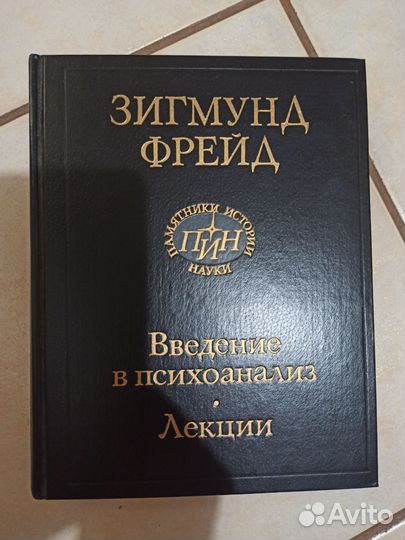 ЗИГМУНД
ФРЕЙД
ПАМЯТНИКИ ИСТОРИИ
ПИН
НАУКИ
Введение
в психоанализ
·
Лекции
Avito